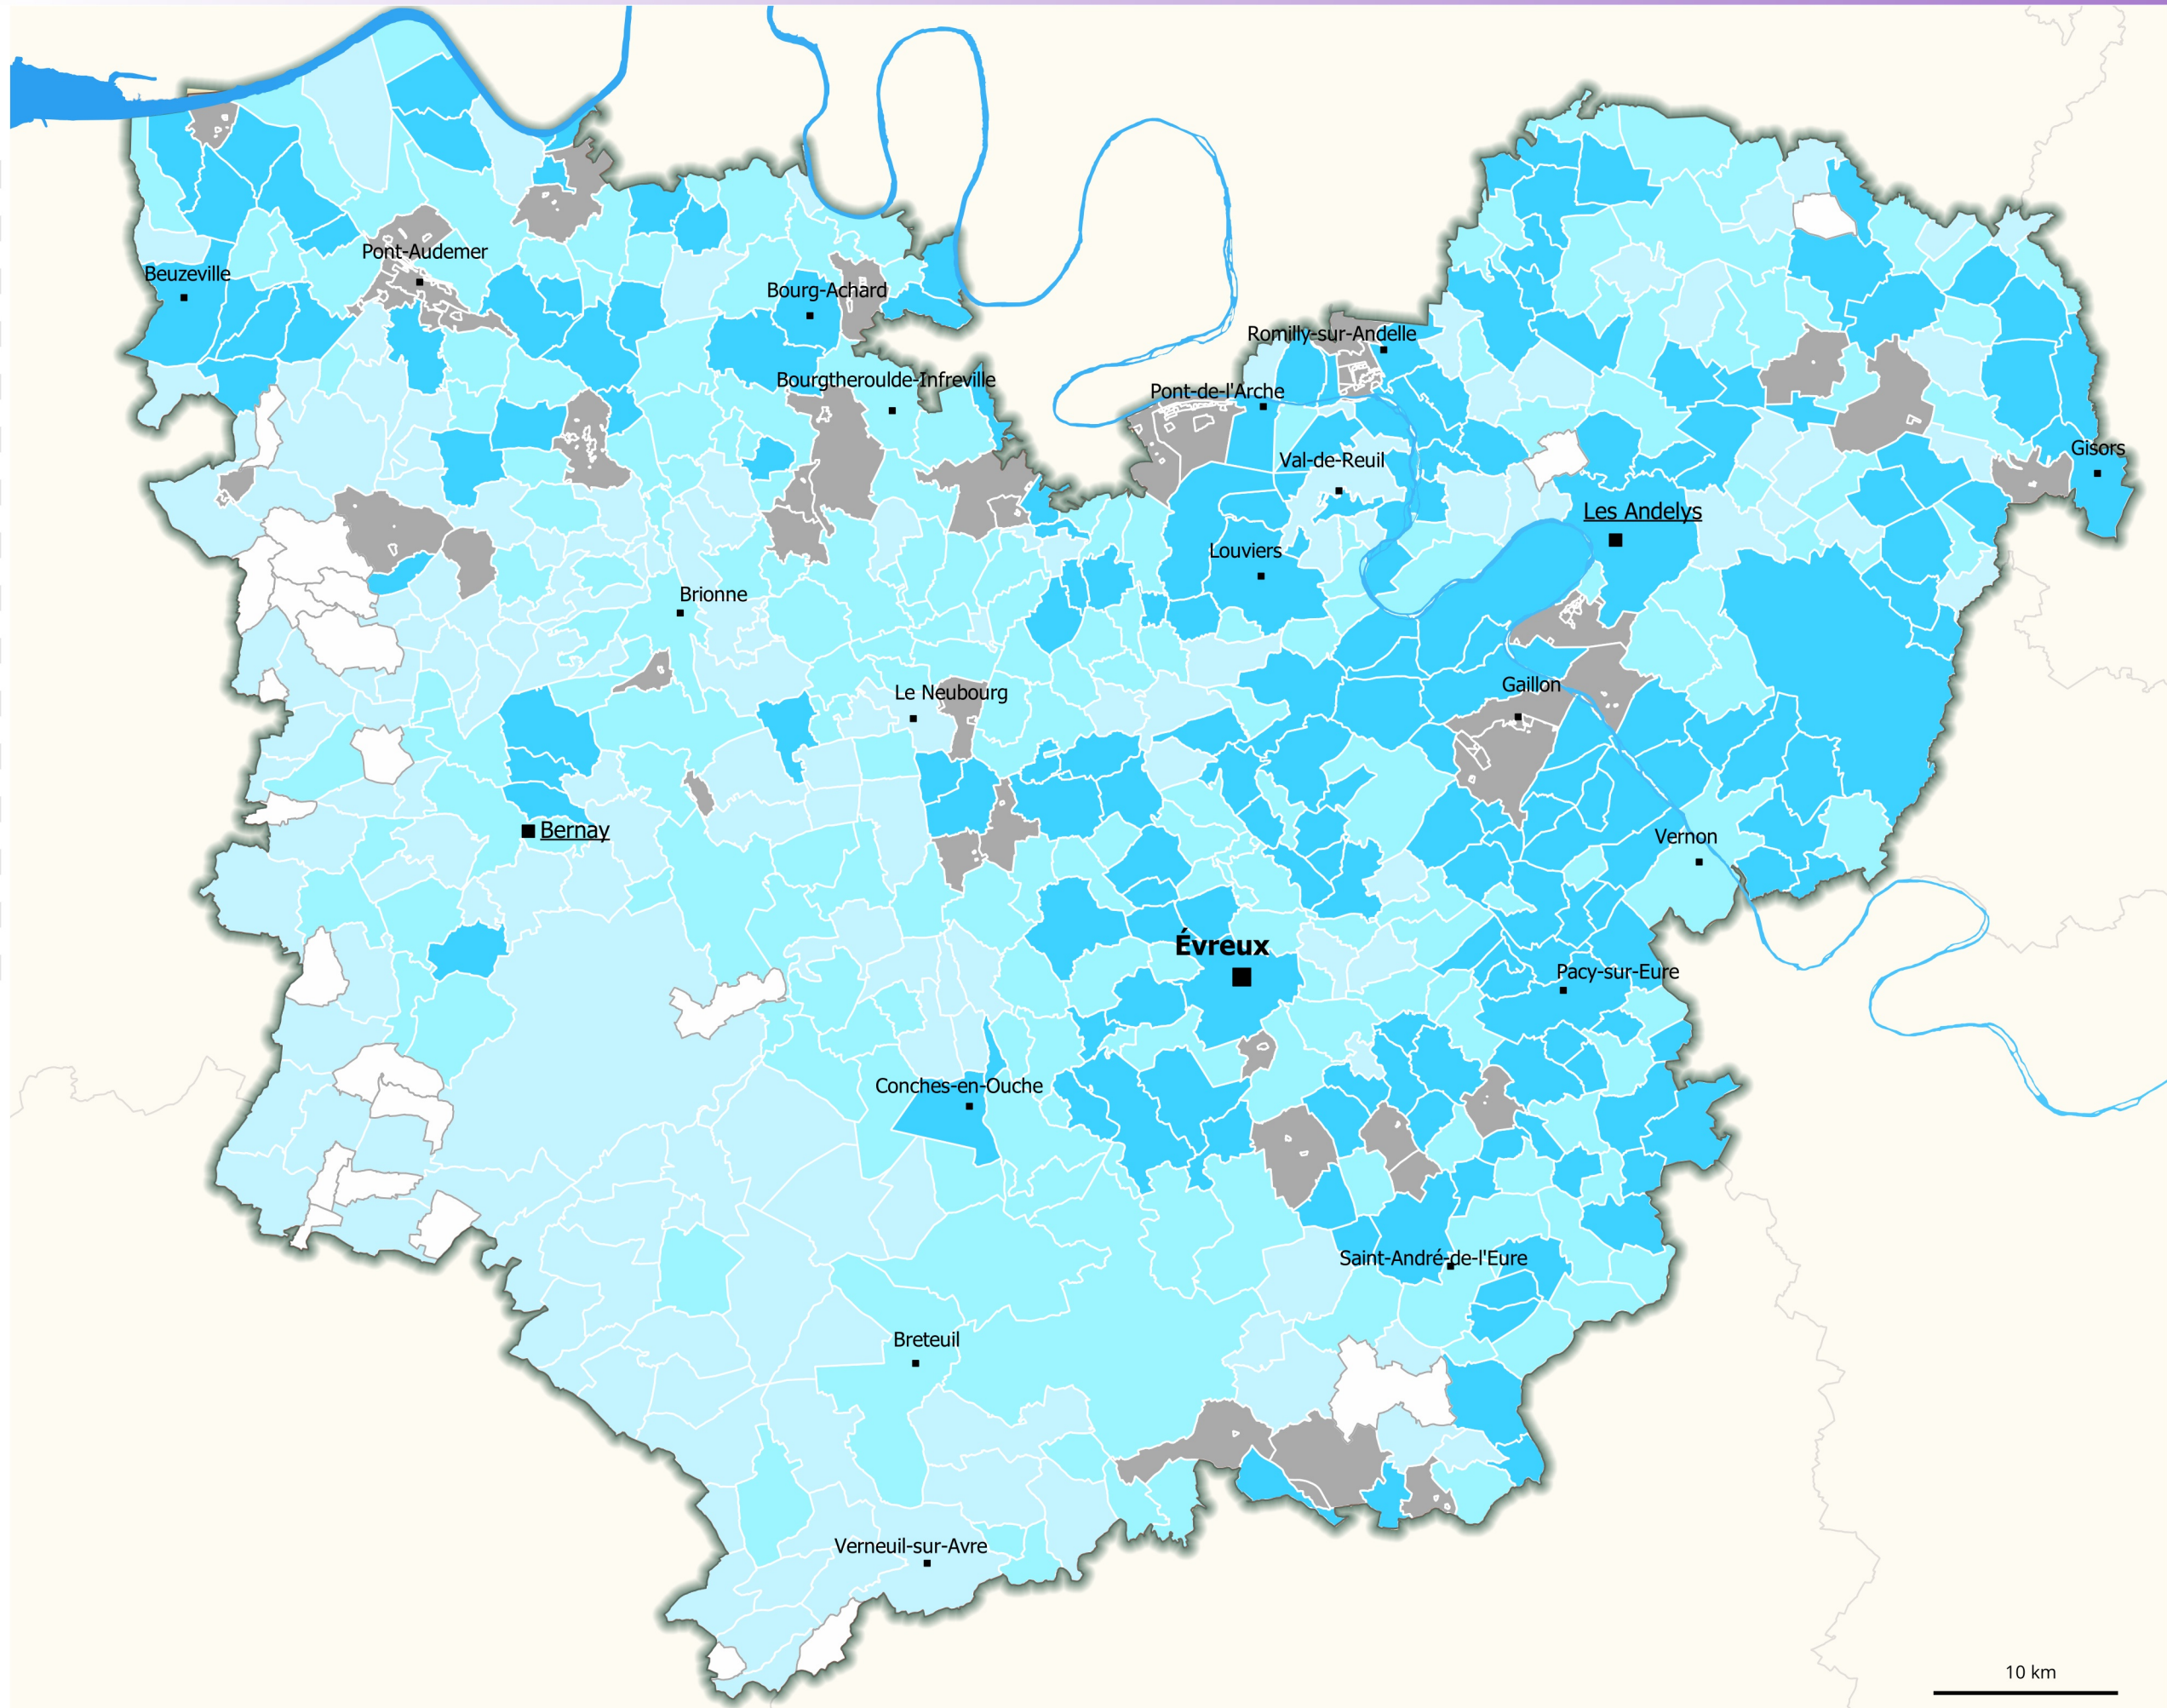 Pont-Audemer
Beuzeville
Bourg-Achard
Romilly-sur-Andelle
Bourgtheroulde-Infreville
Pont-de-l'Arche
Gisors
Val-de-Reuil
Les Andelys
Louviers
Brionne
Gaillon
Le Neubourg
Bernay
Vernon
Évreux
Pacy-sur-Eure
Conches-en-Ouche
Saint-André-de-l'Eure
Breteuil
Verneuil-sur-Avre
10 km